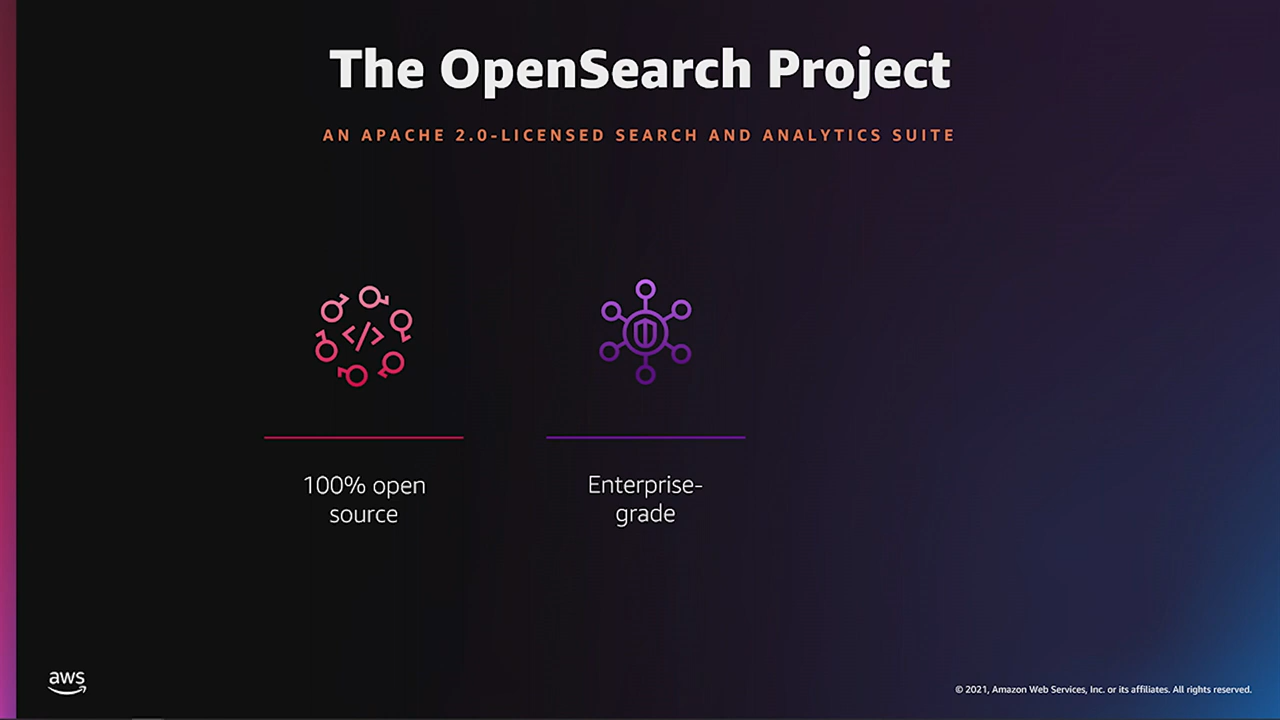 The OpenSearch Project
AN APACHE 2.0-LICENSED SEARCH AND ANALYTICS SUITE
</>
100% open
source
Enterprise-
grade
aws
© 2021, Amazon Web Services, Inc. or its affiliates. All rights reserved.